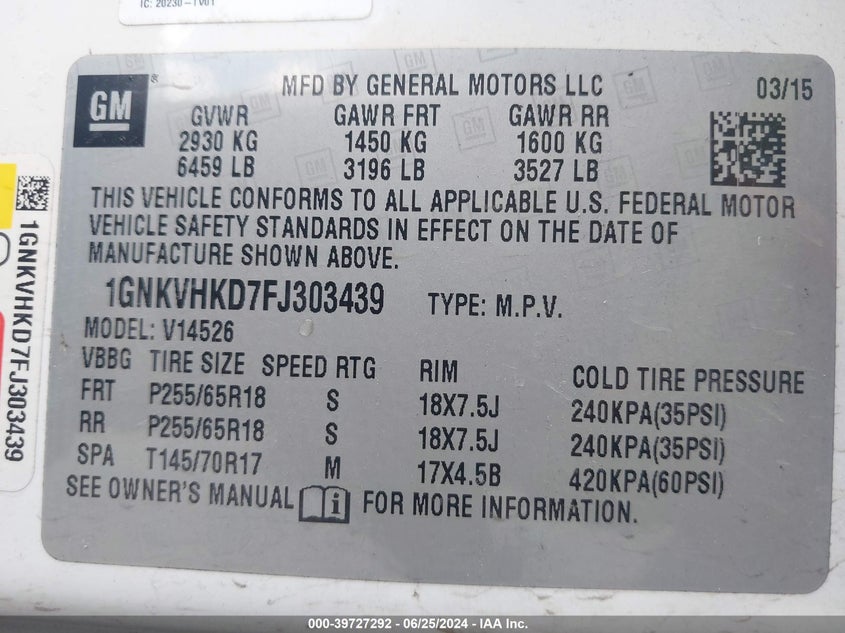 IC: 20230-TV01
GM
®
MFD BY GENERAL MOTORS LLC
03/15
GVWR GAWR FRT GAWR RR
2930 KG 1450 KG 1600 KG
6459 LB 3196 LB 3527 LB
THIS VEHICLE CONFORMS TO ALL APPLICABLE U.S. FEDERAL MOTOR
VEHICLE SAFETY STANDARDS IN EFFECT ON THE DATE OF
MANUFACTURE SHOWN ABOVE.
1GNKVHKD7FJ303439 TYPE: M.P.V.
MODEL: V14526
VBBG TIRE SIZE SPEED RTG RIM COLD TIRE PRESSURE
FRT P255/65R18 S 18X7.5J 240KPA(35PSI)
RR P255/65R18 S 18X7.5J 240KPA(35PSI)
SPA T145/70R17 M 17X4.5B 420KPA(60PSI)
SEE OWNER'S MANUAL i FOR MORE INFORMATION.
1GNKVHKD7FJ303439
000-39727292 - 06/25/2024 - IAA Inc.